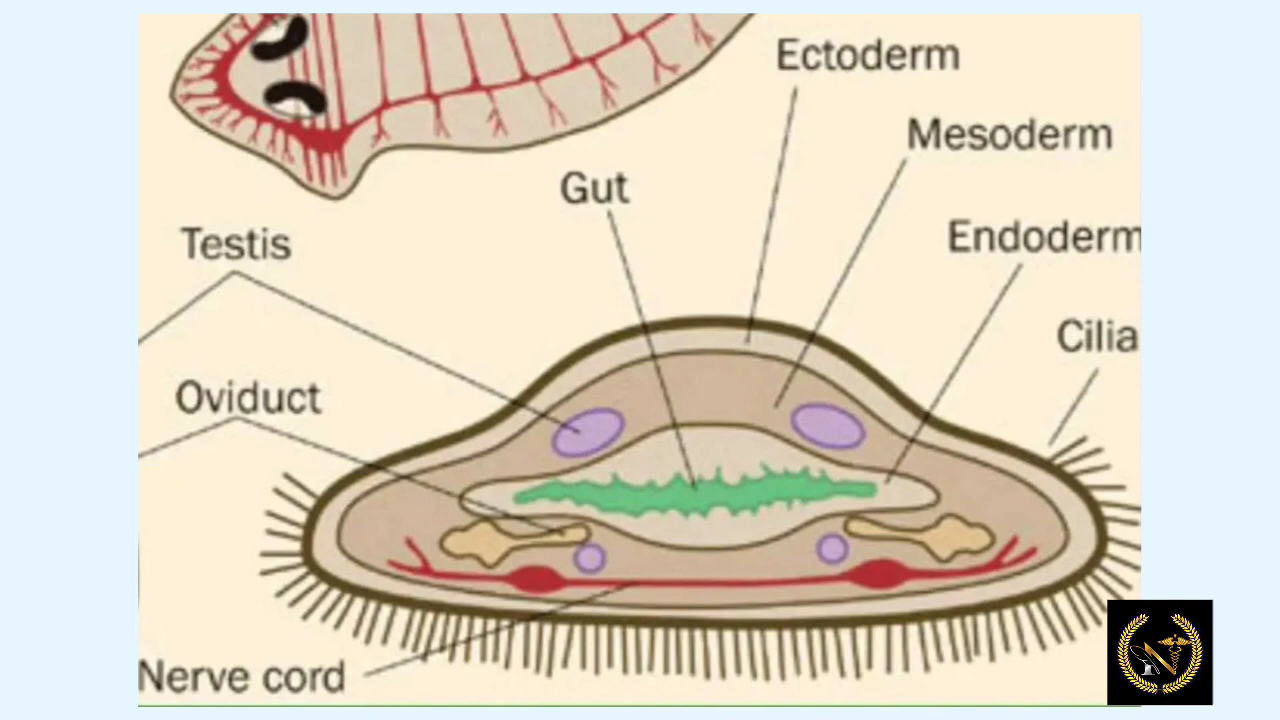 Ectoderm
Mesoderm
Gut
Endoderm
Testis
Cilia
Oviduct
Nerve cord